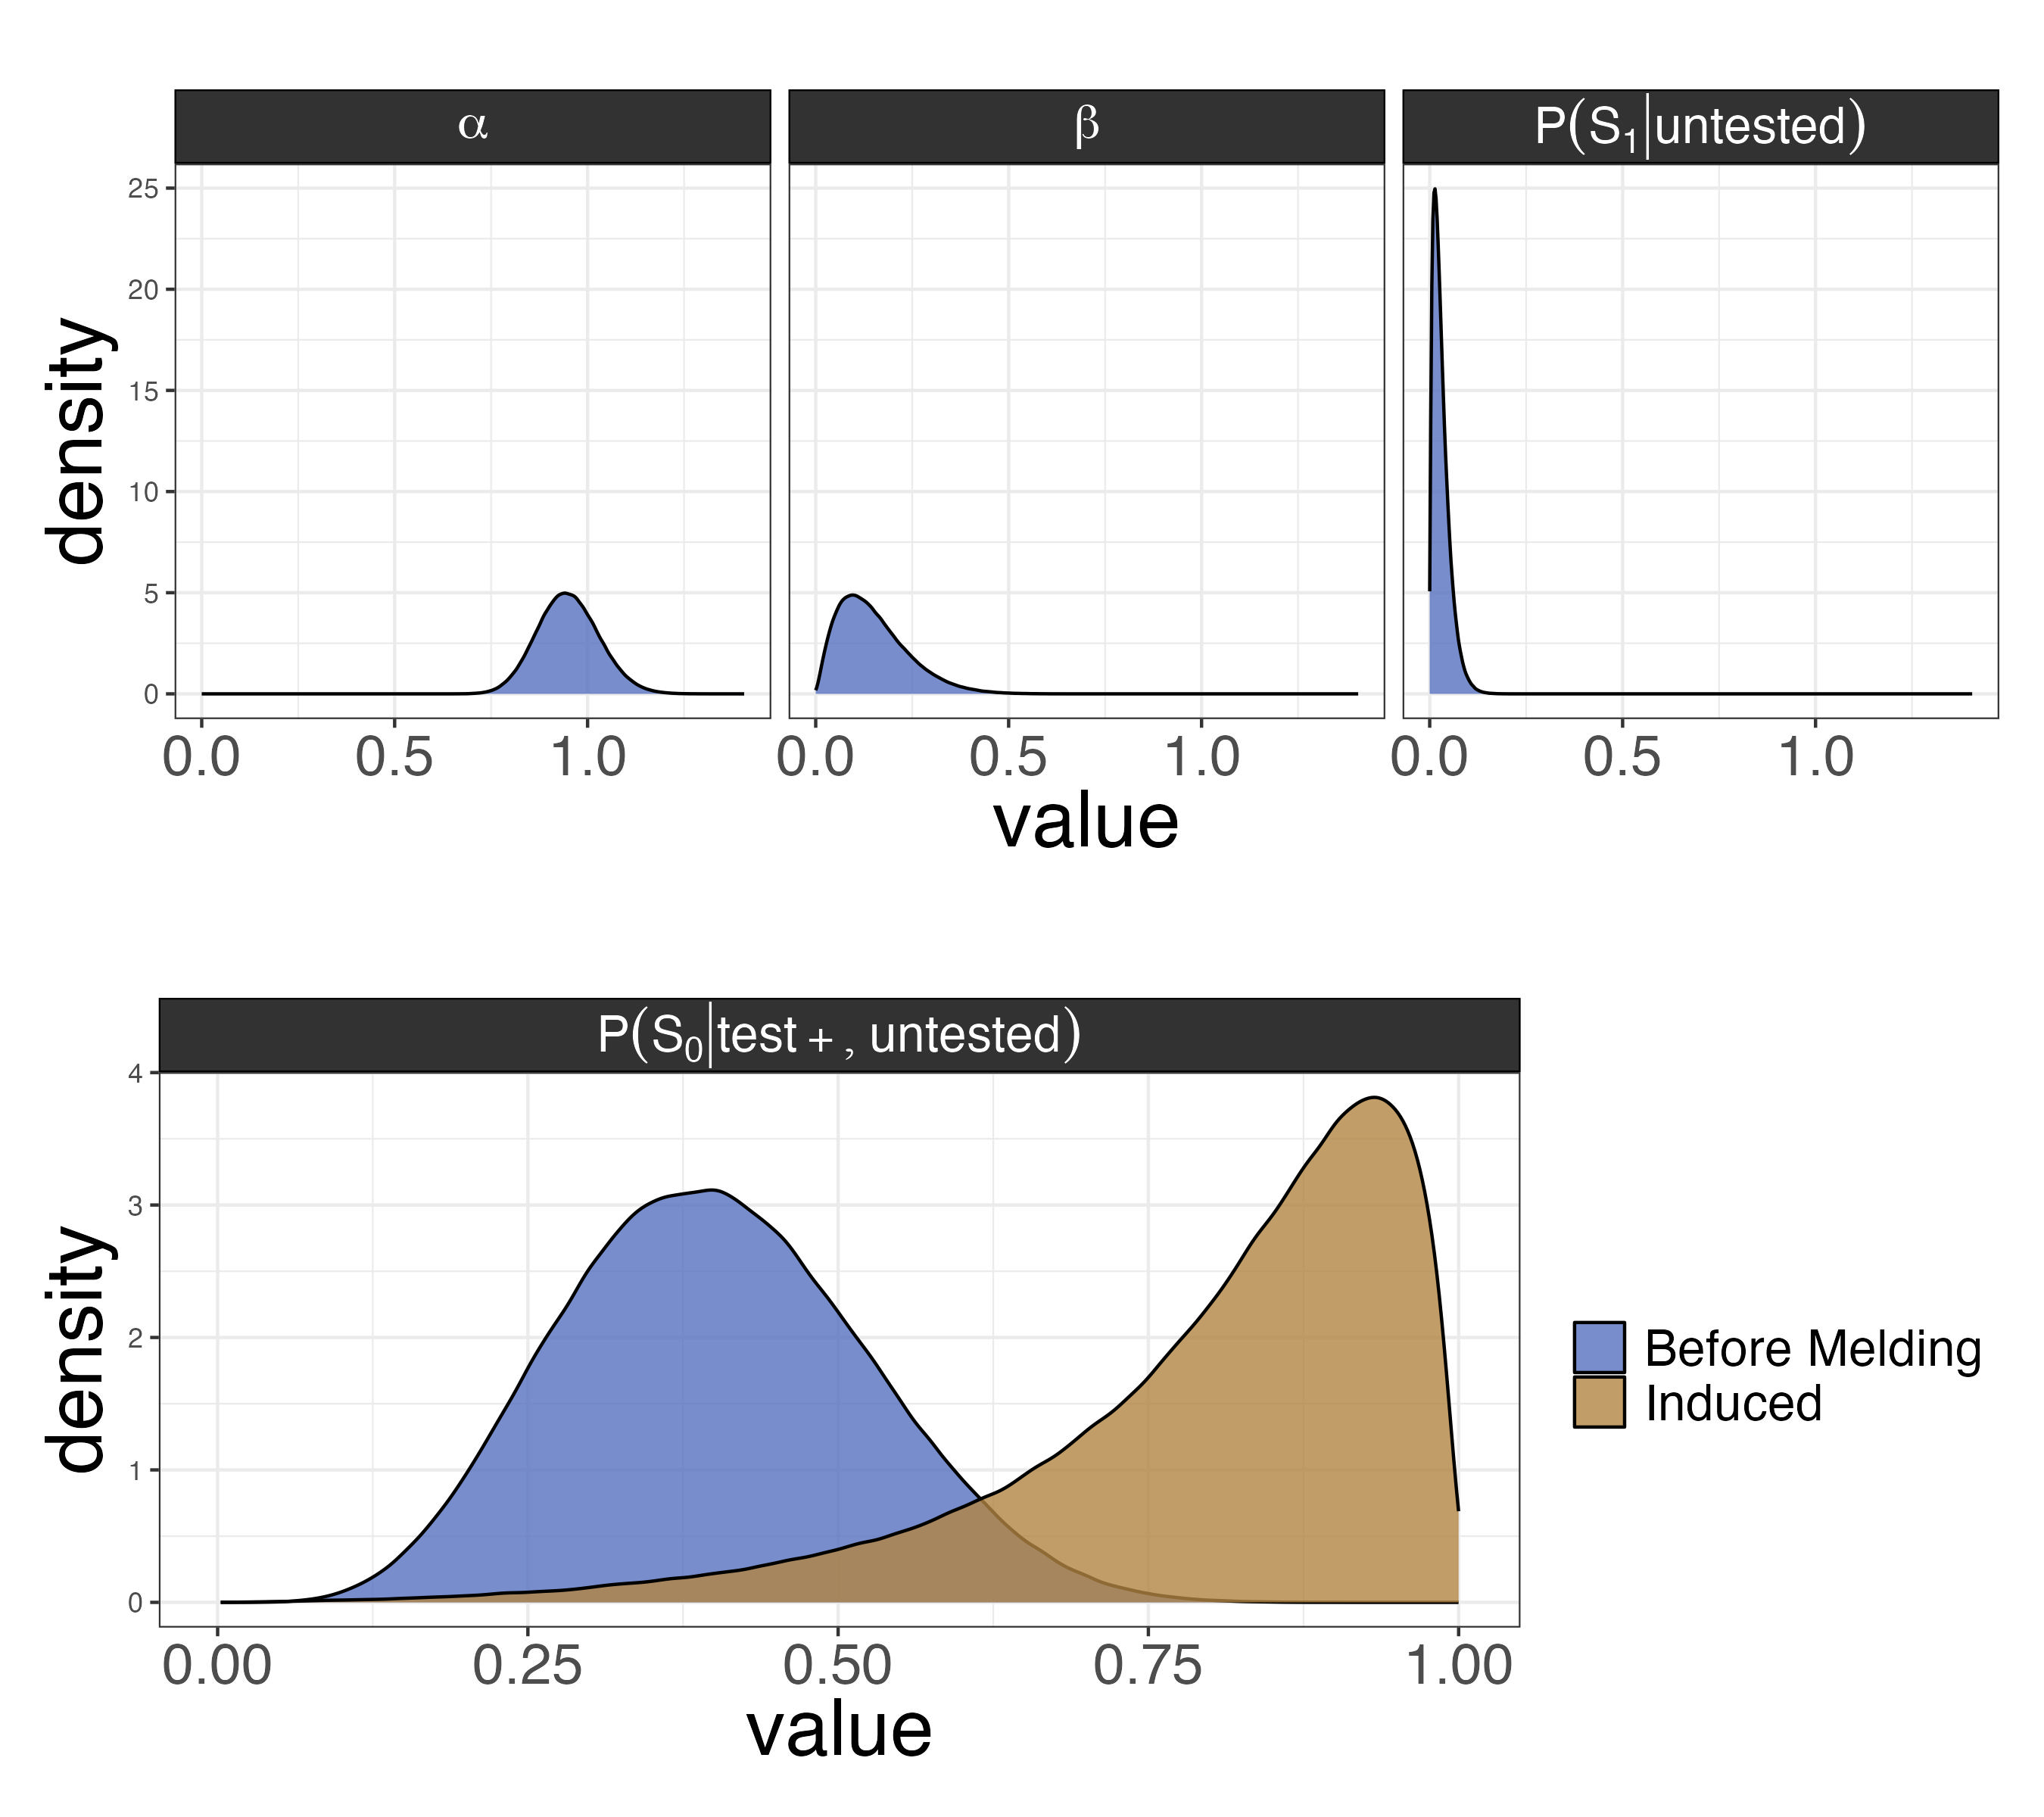 α β P(S₁|untested)
density
25
20
15
10
5
0
0.0 0.5 1.0 0.0 0.5 1.0 0.0 0.5 1.0
value
P(S₀|test +, untested)
density
4
3
2
1
0
0.00 0.25 0.50 0.75 1.00
value
Before Melding
Induced